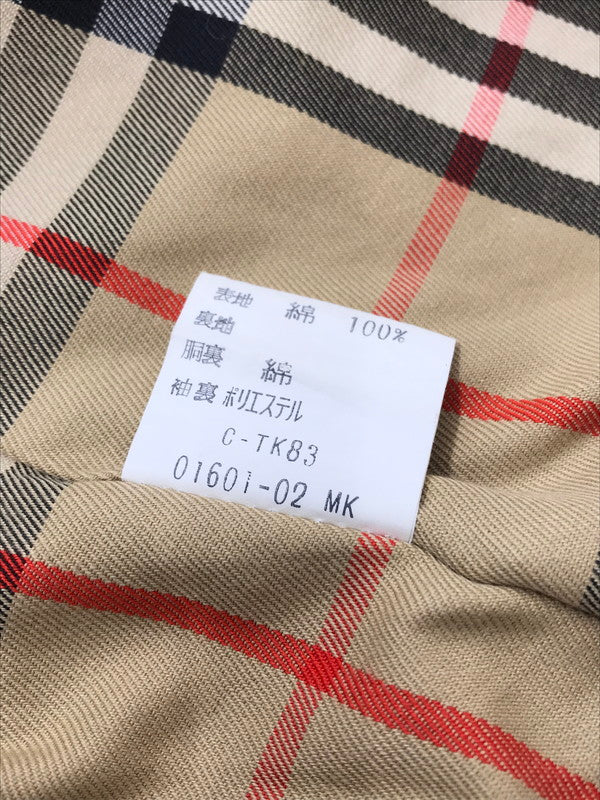 表地 綿 100%
裏地
胴裏 綿
袖裏 ポリエステル
C-TK83
01601-02 MK